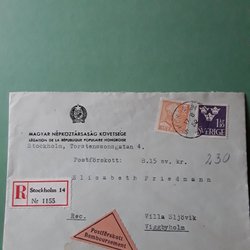 SVERIGE
MAGYAR NÉPKÖZTÁRSASÁG KÖVETSÉGE
LÉGATION DE LA RÉPUBLIQUE POPULAIRE HONGROISE
Stockholm, Torstenssonsgatan 4.
Postförskott: 8.15 sv. kr.
230
Elisabeth Friedmann
R
Stockholm 14
Nr 1155
Rec.
Villa Sljövik
Viggbyholm
Postförskott
Remboursement